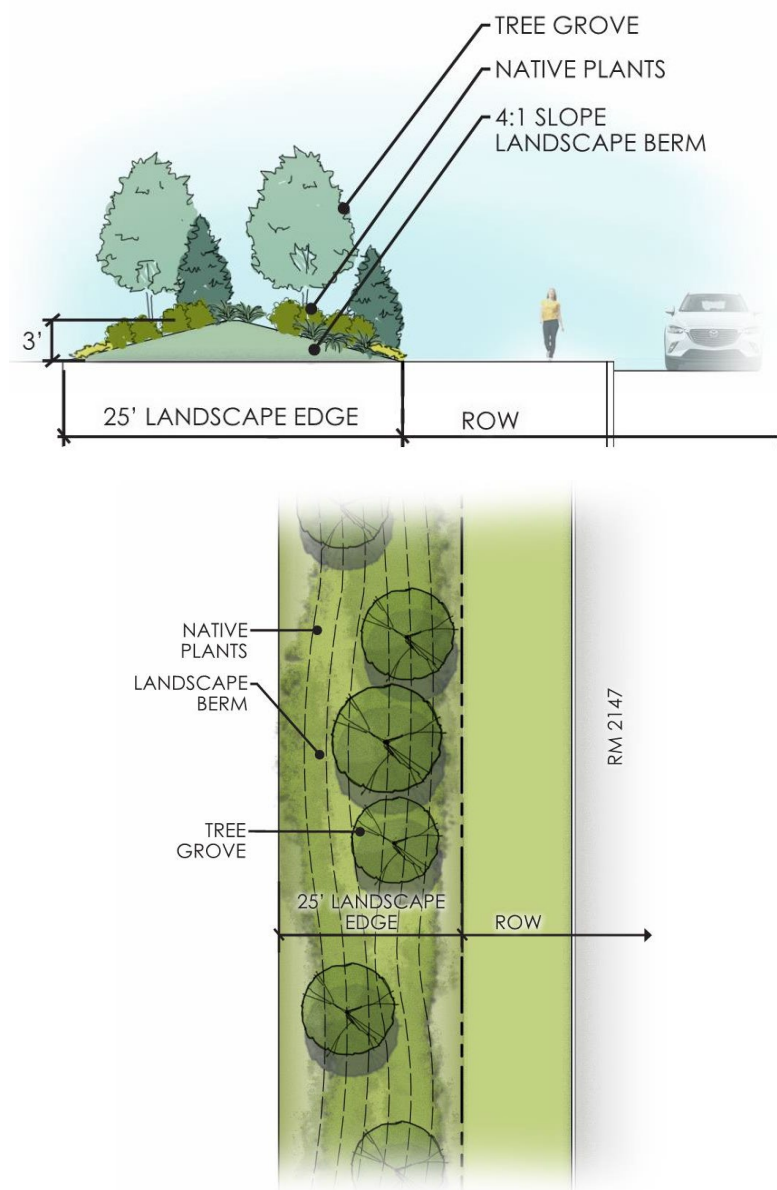 TREE GROVE
NATIVE PLANTS
4:1 SLOPE
LANDSCAPE BERM
3'
25' LANDSCAPE EDGE
ROW
NATIVE
PLANTS
LANDSCAPE
BERM
RM 2147
TREE
GROVE
25' LANDSCAPE
EDGE
ROW